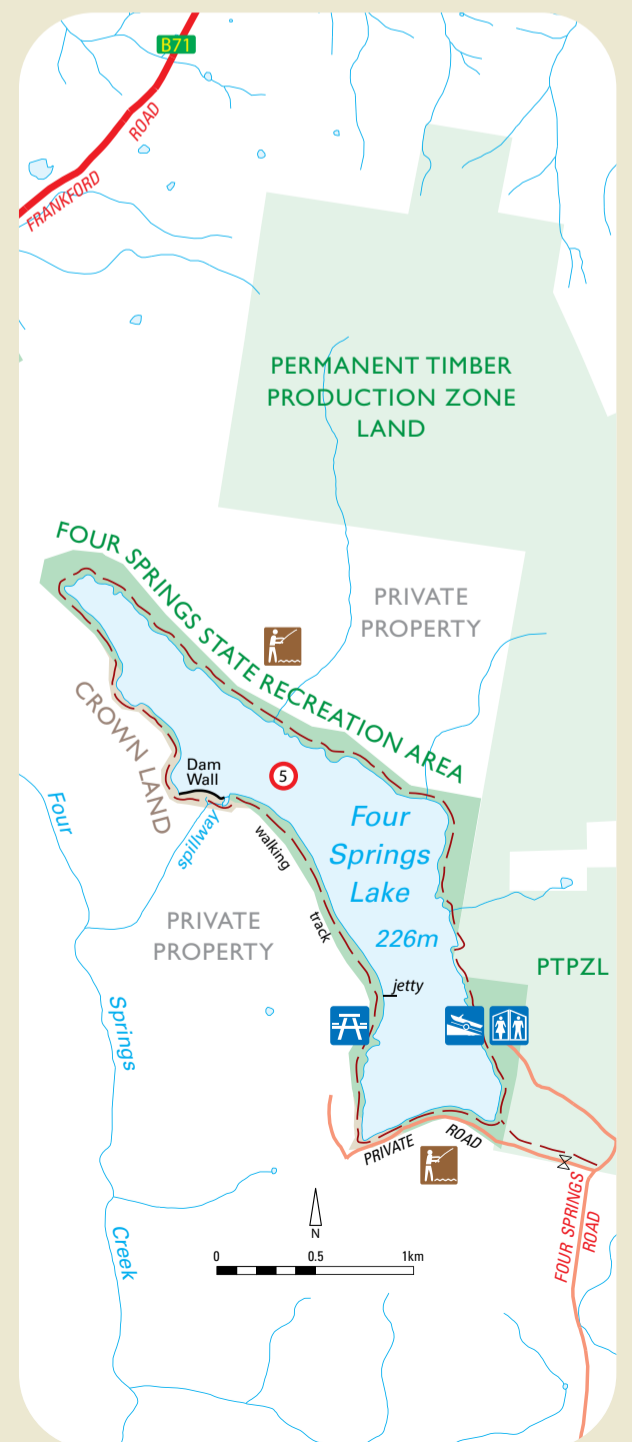 B71
FRANKFORD
ROAD
PERMANENT TIMBER
PRODUCTION ZONE
LAND
FOUR SPRINGS STATE RECREATION AREA
PRIVATE
PROPERTY
CROWN LAND
Dam
Wall
5
Four
Springs
Lake
226m
spillway
walking
track
Four
Springs
Creek
PRIVATE
PROPERTY
PTPZL
jetty
PRIVATE
ROAD
FOUR SPRINGS
ROAD
N
0 0.5 1km